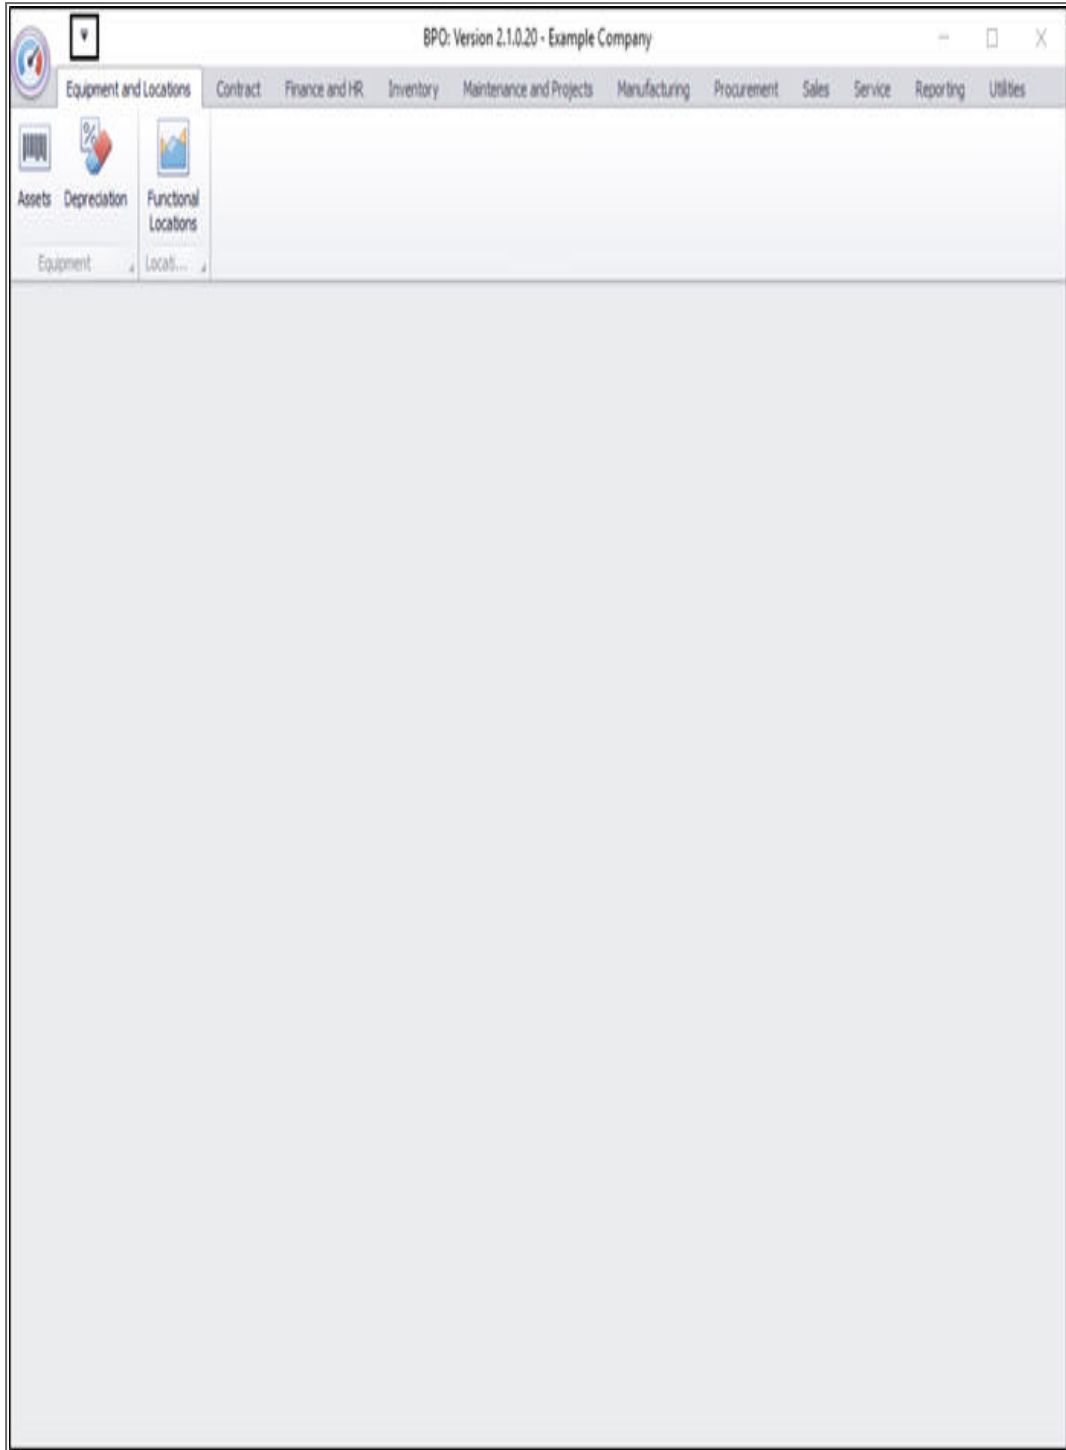 BPO: Version 2.1.0.20 - Example Company
Equipment and Locations Contract Finance and HR Inventory Maintenance and Projects Manufacturing Procurement Sales Service Reporting Utilities
%
Assets Depreciation Functional
Locations
Equipment Locati...